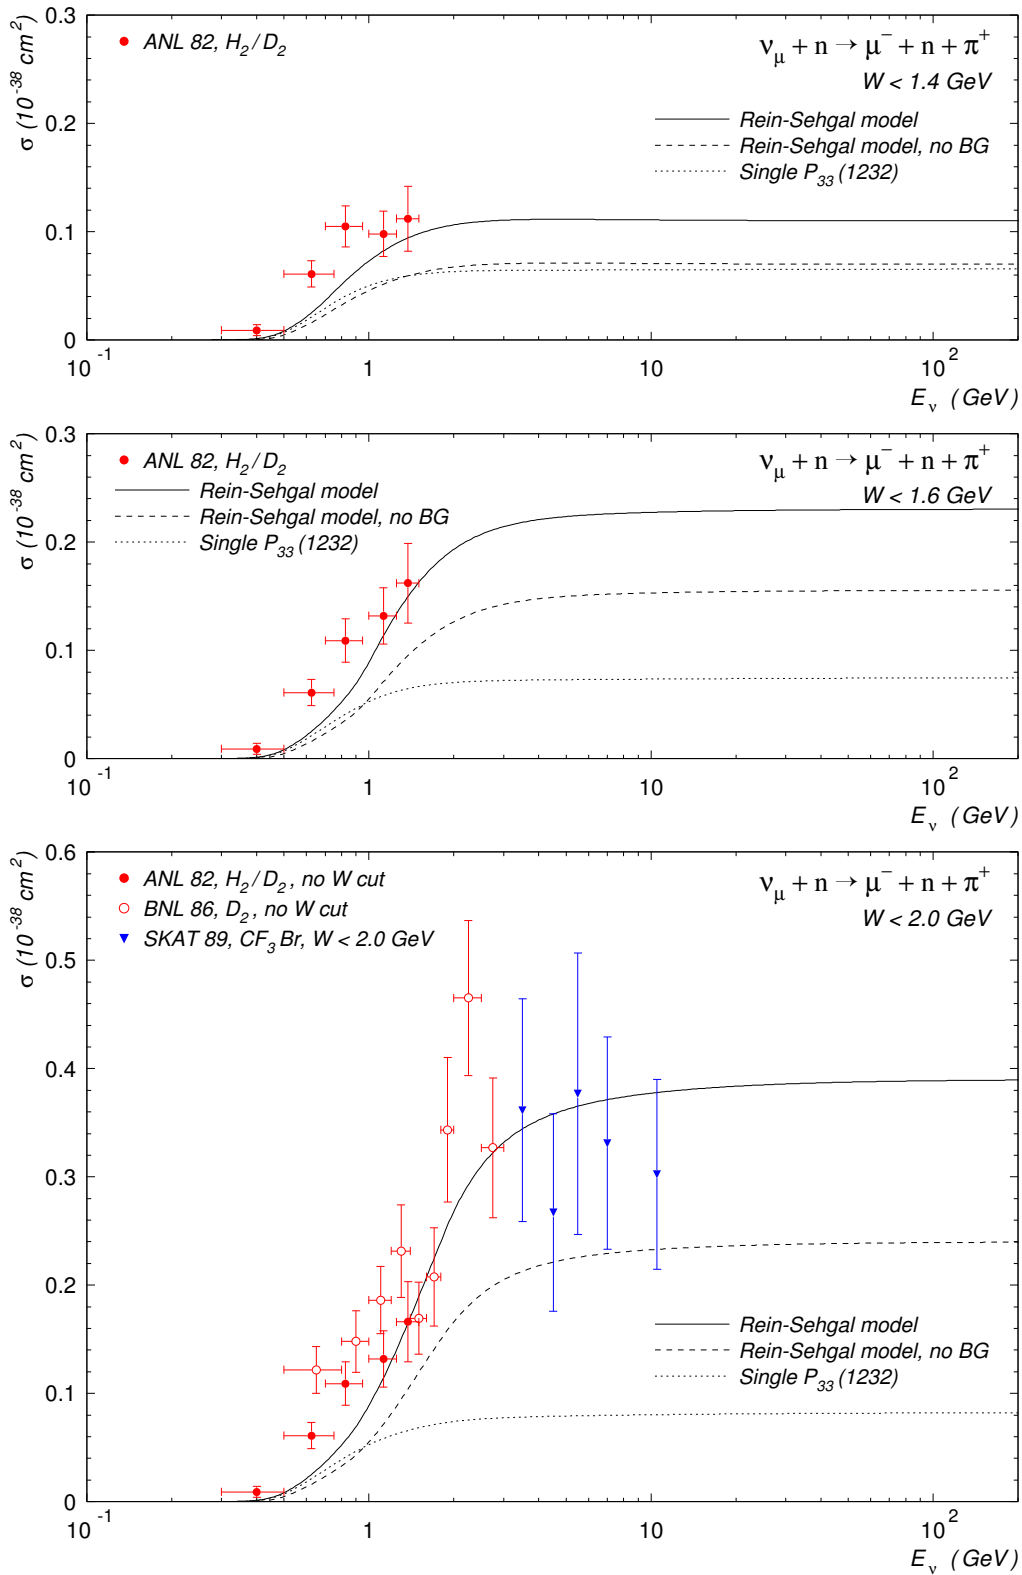 0.3
ANL 82, H₂/D₂
ν_μ + n → μ⁻ + n + π⁺
W < 1.4 GeV
Rein-Sehgal model
Rein-Sehgal model, no BG
Single P₃₃ (1232)
0.2
0.1
0
σ (10⁻³⁸ cm²)
10⁻¹ 1 10 10²
E_ν (GeV)
0.3
ANL 82, H₂/D₂
Rein-Sehgal model
Rein-Sehgal model, no BG
Single P₃₃ (1232)
ν_μ + n → μ⁻ + n + π⁺
W < 1.6 GeV
0.2
0.1
0
σ (10⁻³⁸ cm²)
10⁻¹ 1 10 10²
E_ν (GeV)
0.6
ANL 82, H₂/D₂, no W cut
BNL 86, D₂, no W cut
SKAT 89, CF₃Br, W < 2.0 GeV
ν_μ + n → μ⁻ + n + π⁺
W < 2.0 GeV
0.5
0.4
0.3
0.2
0.1
0
σ (10⁻³⁸ cm²)
Rein-Sehgal model
Rein-Sehgal model, no BG
Single P₃₃ (1232)
10⁻¹ 1 10 10²
E_ν (GeV)